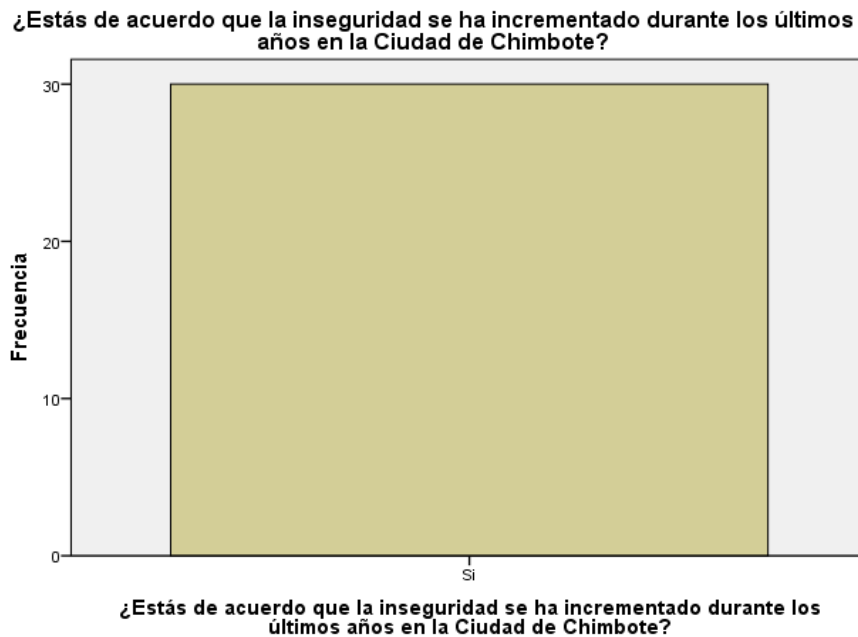 ¿Estás de acuerdo que la inseguridad se ha incrementado durante los últimos
años en la Ciudad de Chimbote?
30
20
10
0
Frecuencia
Si
¿Estás de acuerdo que la inseguridad se ha incrementado durante los
últimos años en la Ciudad de Chimbote?